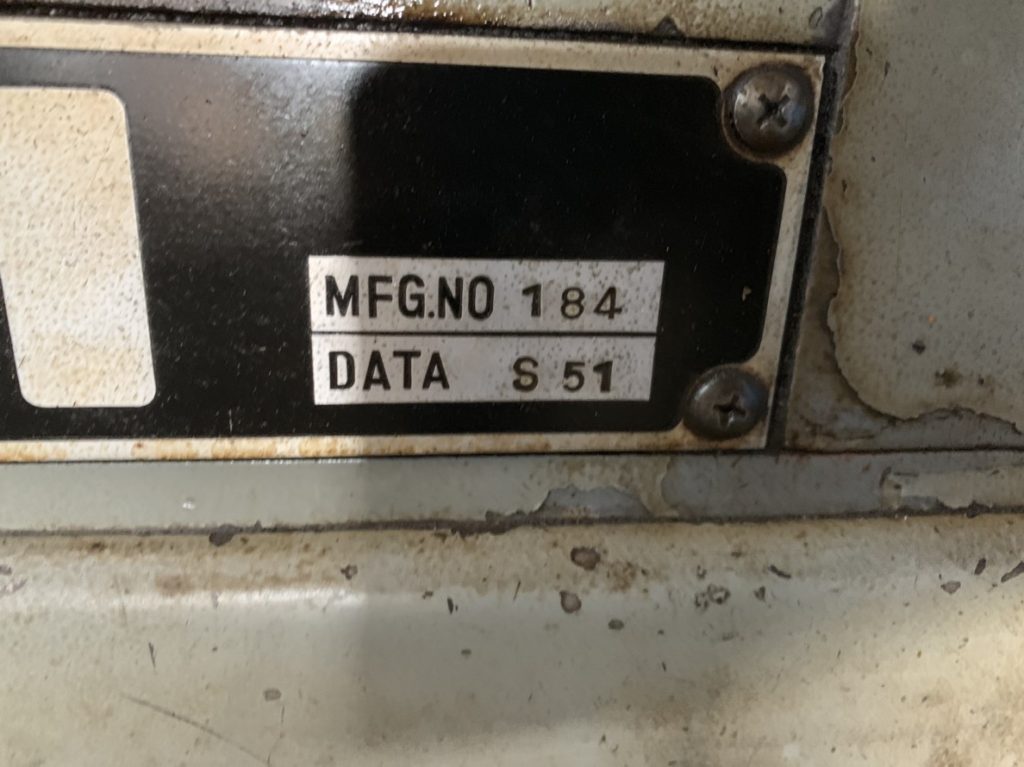 MFG.NO 184
DATA S 51